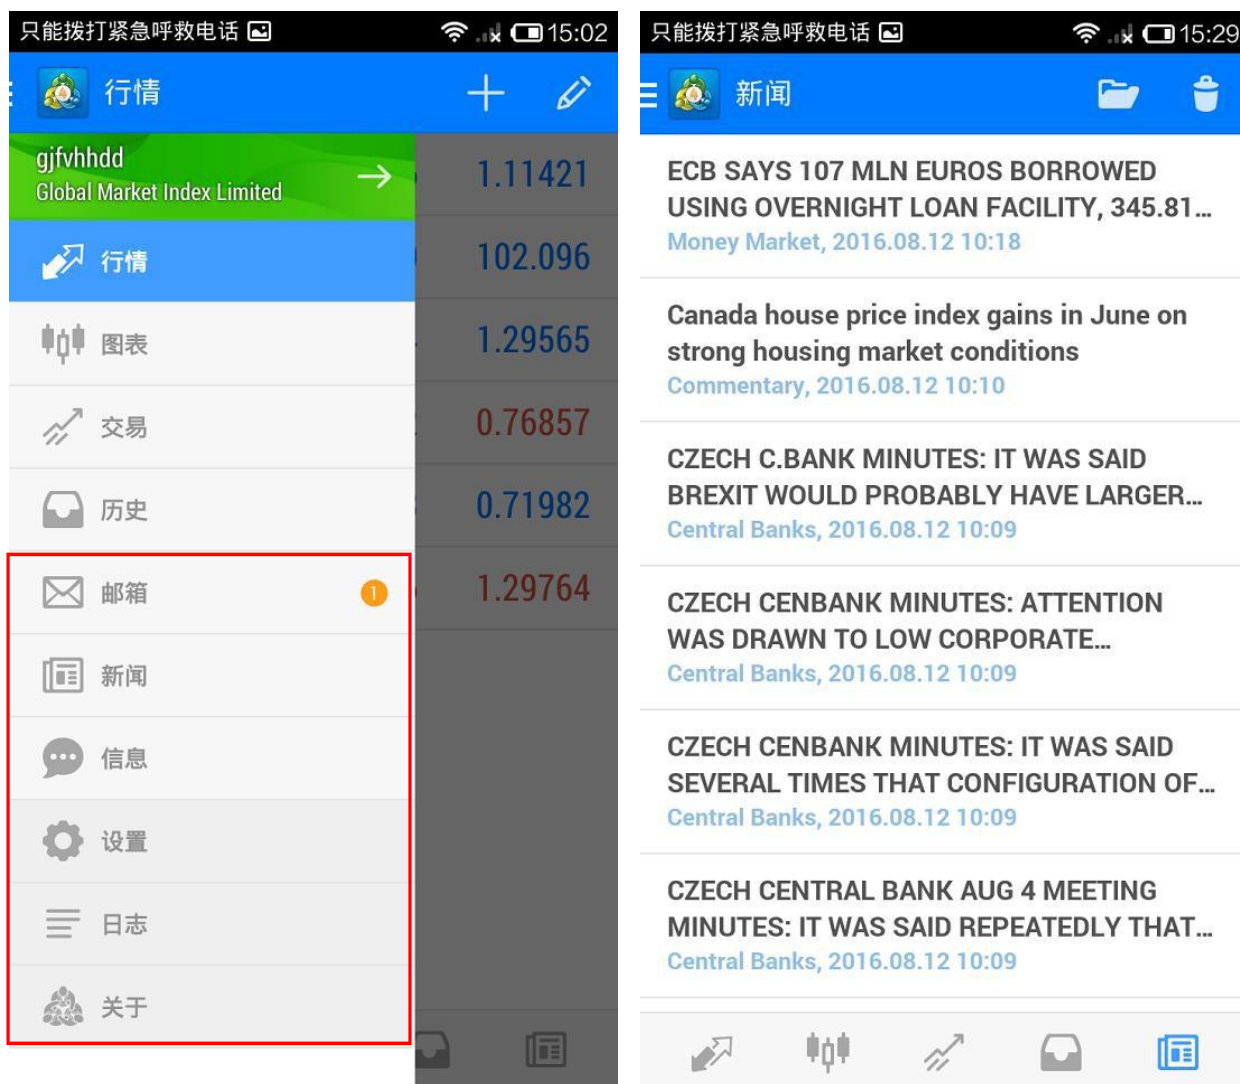 只能拨打紧急呼救电话 15:02
行情
gjfvhhdd
Global Market Index Limited
1.11421
行情
102.096
图表
1.29565
交易
0.76857
历史
0.71982
邮箱 1
1.29764
新闻
信息
设置
日志
关于
只能拨打紧急呼救电话 15:29
新闻
ECB SAYS 107 MLN EUROS BORROWED
USING OVERNIGHT LOAN FACILITY, 345.81...
Money Market, 2016.08.12 10:18
Canada house price index gains in June on
strong housing market conditions
Commentary, 2016.08.12 10:10
CZECH C.BANK MINUTES: IT WAS SAID
BREXIT WOULD PROBABLY HAVE LARGER...
Central Banks, 2016.08.12 10:09
CZECH CENBANK MINUTES: ATTENTION
WAS DRAWN TO LOW CORPORATE...
Central Banks, 2016.08.12 10:09
CZECH CENBANK MINUTES: IT WAS SAID
SEVERAL TIMES THAT CONFIGURATION OF...
Central Banks, 2016.08.12 10:09
CZECH CENTRAL BANK AUG 4 MEETING
MINUTES: IT WAS SAID REPEATEDLY THAT...
Central Banks, 2016.08.12 10:09